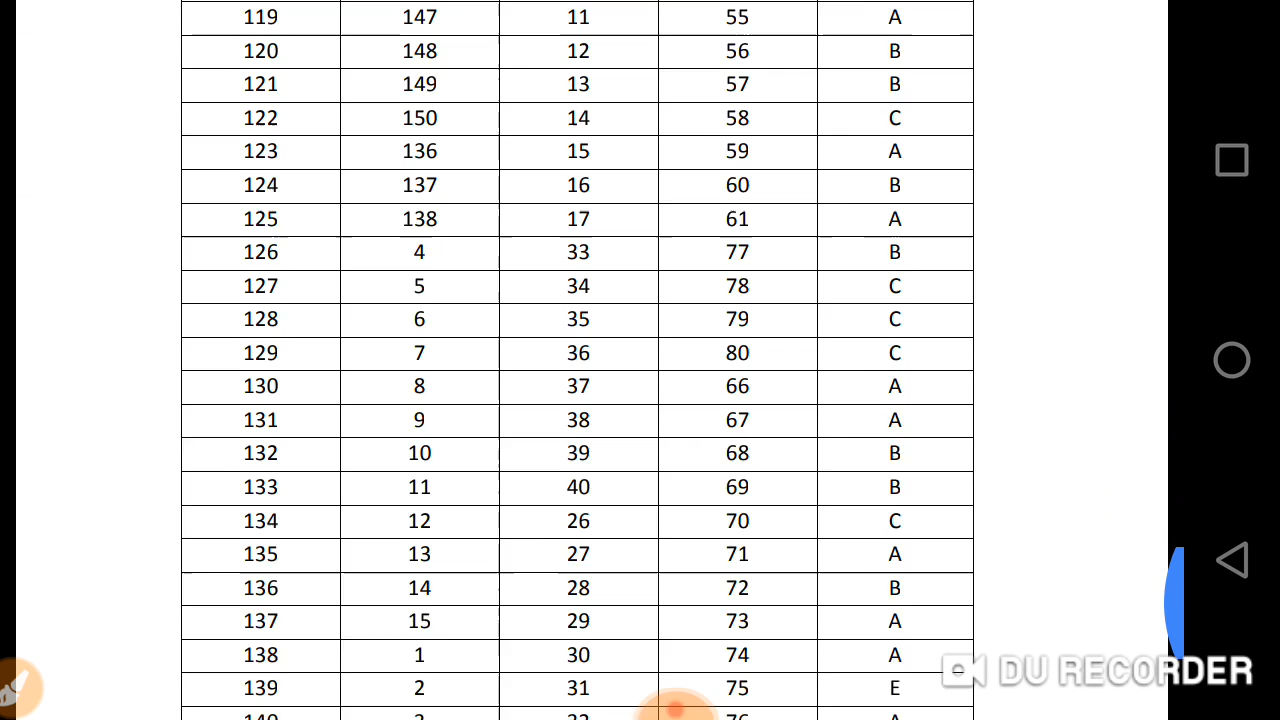 119 147 11 55 A
120 148 12 56 B
121 149 13 57 B
122 150 14 58 C
123 136 15 59 A
124 137 16 60 B
125 138 17 61 A
126 4 33 77 B
127 5 34 78 C
128 6 35 79 C
129 7 36 80 C
130 8 37 66 A
131 9 38 67 A
132 10 39 68 B
133 11 40 69 B
134 12 26 70 C
135 13 27 71 A
136 14 28 72 B
137 15 29 73 A
138 1 30 74 A
DU RECORDER
139 2 31 75 E